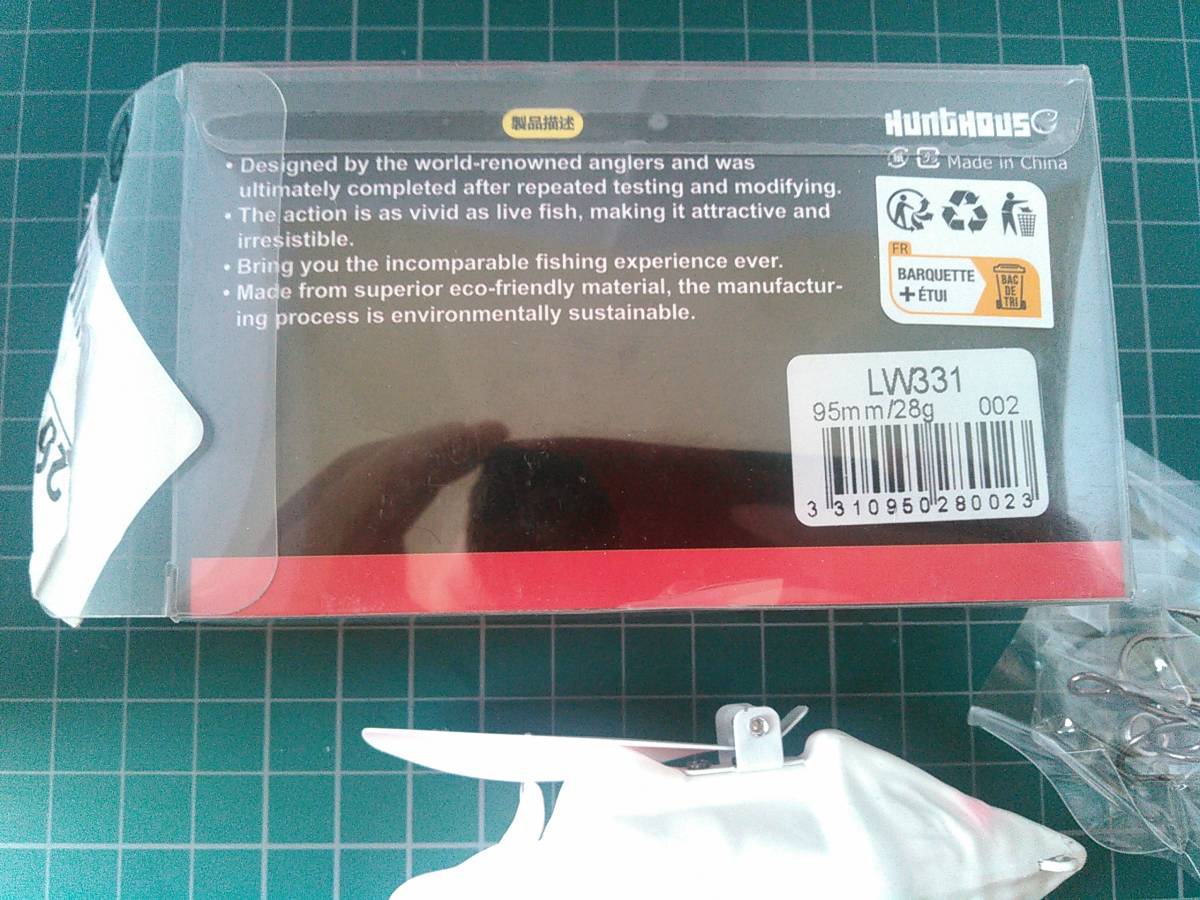 製品描述
HUNTHOUSE
Made in China
• Designed by the world-renowned anglers and was
ultimately completed after repeated testing and modifying.
• The action is as vivid as live fish, making it attractive and
irresistible.
• Bring you the incomparable fishing experience ever.
• Made from superior eco-friendly material, the manufactur-
ing process is environmentally sustainable.
FR
BARQUETTE
+ ÉTUI
BAC
DE
TRI
LW331
95mm/28g 002
3 310950 280023